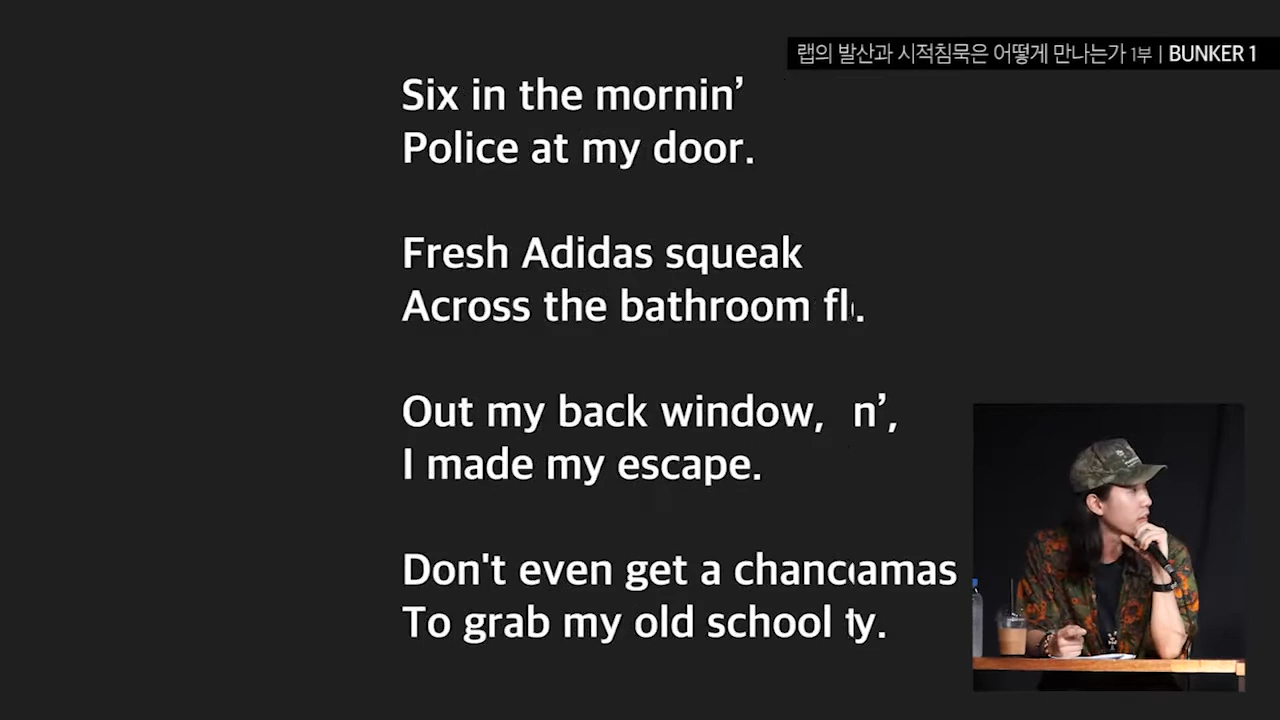 랩의 발산과 시적침묵은 어떻게 만나는가 1부 | BUNKER 1
Six in the mornin’
Police at my door.
Fresh Adidas squeak
Across the bathroom
Out my back window,
I made my escape.
Don't even get a
To grab my old school